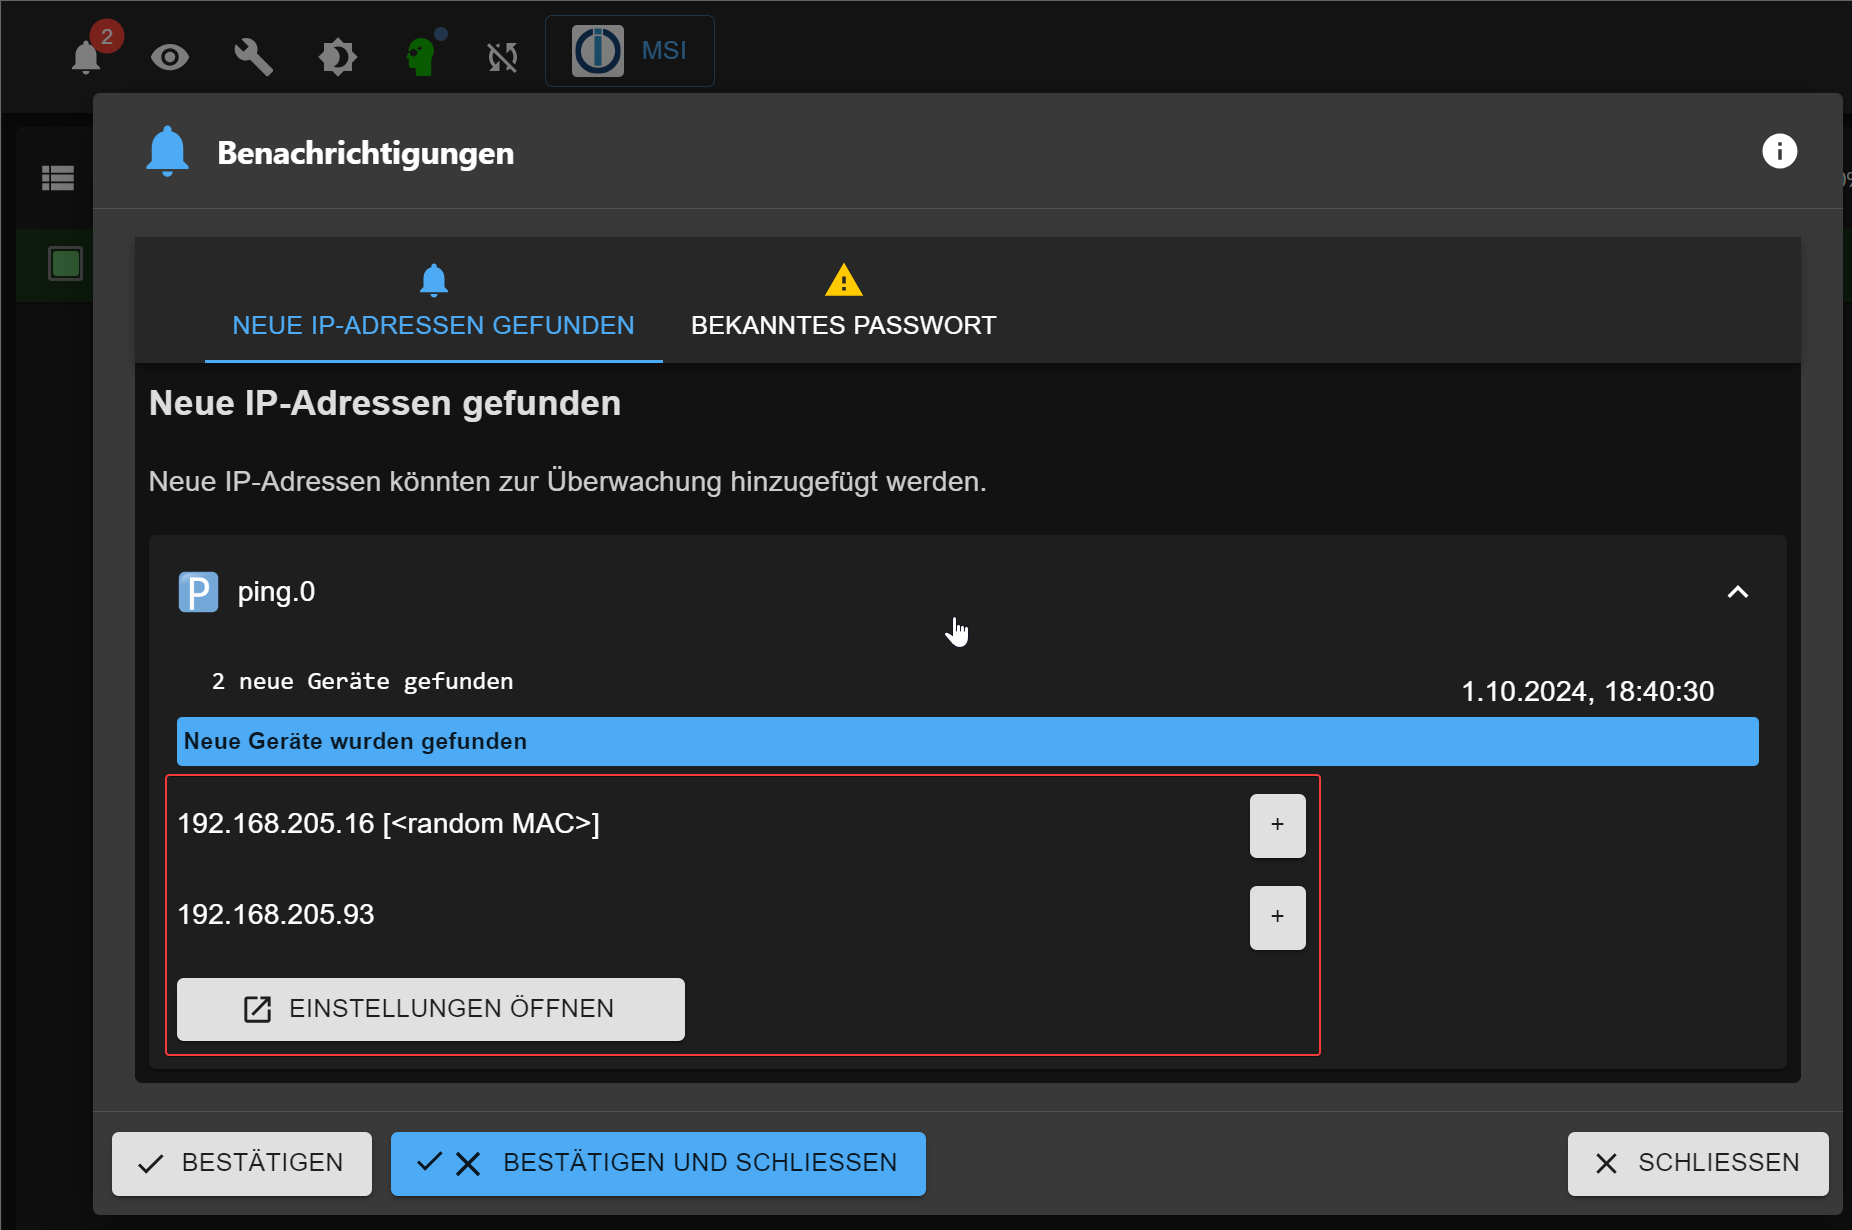 2
MSI
Benachrichtigungen
NEUE IP-ADRESSEN GEFUNDEN
BEKANNTES PASSWORT
Neue IP-Adressen gefunden
Neue IP-Adressen könnten zur Überwachung hinzugefügt werden.
P ping.0
2 neue Geräte gefunden
1.10.2024, 18:40:30
Neue Geräte wurden gefunden
192.168.205.16 [<random MAC>] +
192.168.205.93 +
EINSTELLUNGEN ÖFFNEN
BESTÄTIGEN
BESTÄTIGEN UND SCHLIESSEN
SCHLIESSEN